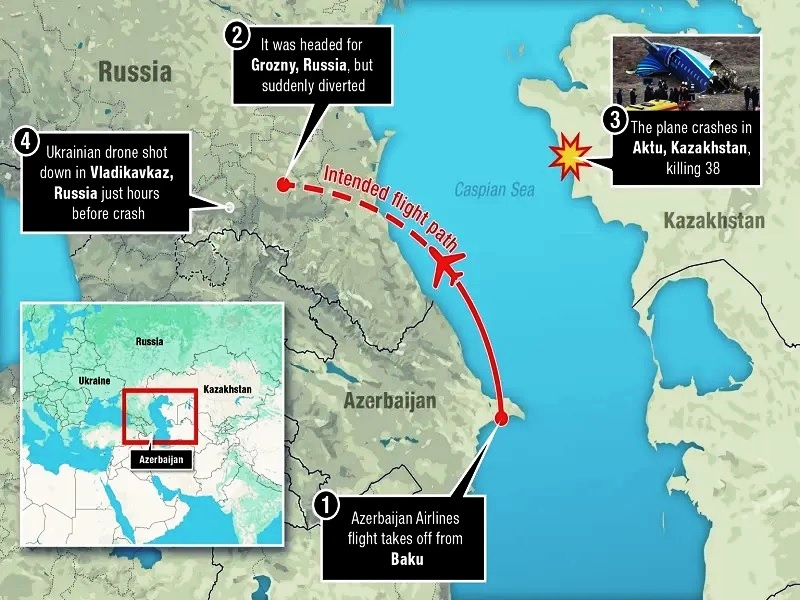 Russia
2
It was headed for
Grozny, Russia, but
suddenly diverted
3
The plane crashes in
Aktu, Kazakhstan,
killing 38
4
Ukrainian drone shot
down in Vladikavkaz,
Russia just hours
before crash
Intended flight path
Caspian Sea
Kazakhstan
Azerbaijan
Russia
Ukraine
Kazakhstan
Azerbaijan
1
Azerbaijan Airlines
flight takes off from
Baku